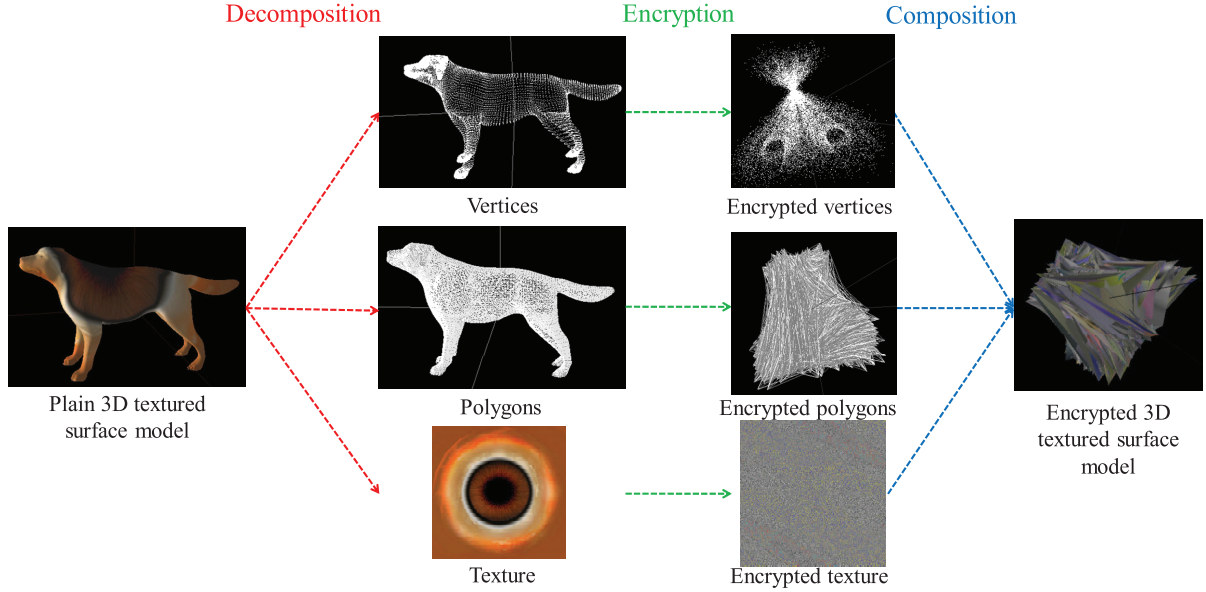 Decomposition
Encryption
Composition
Vertices
Encrypted vertices
Plain 3D textured
surface model
Polygons
Encrypted polygons
Encrypted 3D
textured surface
model
Texture
Encrypted texture